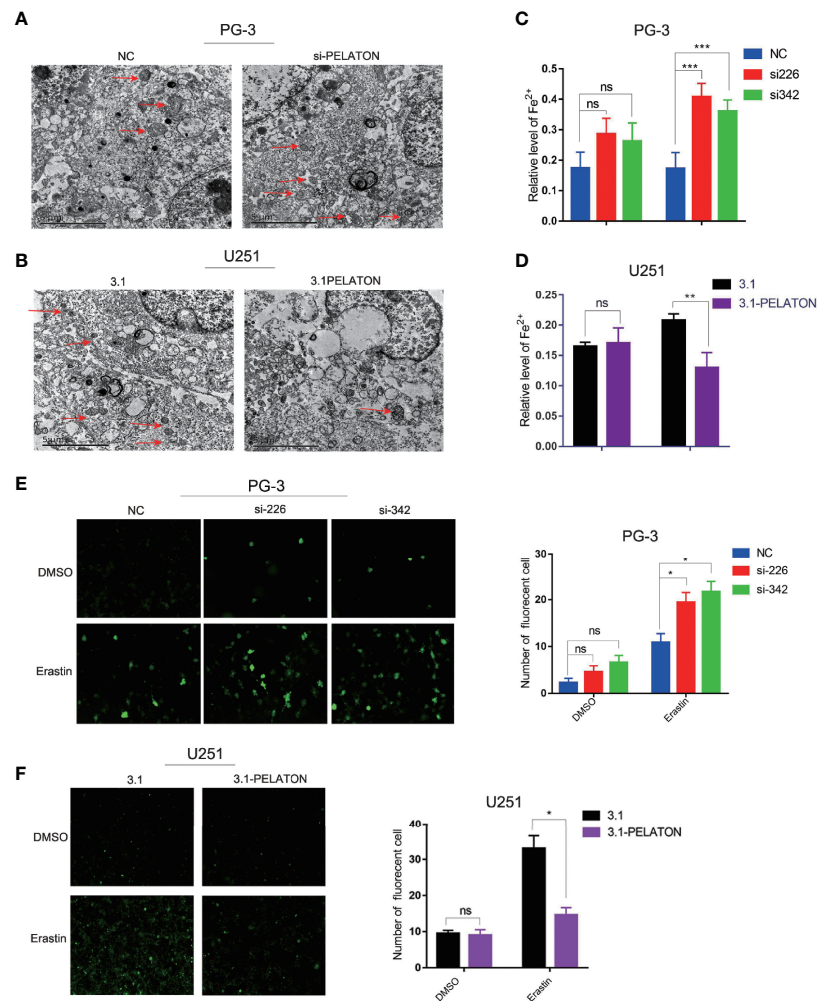 A
PG-3
NC
si-PELATON
5 μm
B
U251
3.1
3.1PELATON
5 μm
C
PG-3
NC
si226
si342
ns
ns
***
***
Relative level of Fe2+
0.5
0.4
0.3
0.2
0.1
0.0
D
U251
3.1
3.1-PELATON
ns
**
Relative level of Fe2+
0.25
0.20
0.15
0.10
0.05
0.00
E
PG-3
NC
si-226
si-342
DMSO
Erastin
PG-3
NC
si-226
si-342
ns
ns
*
*
Number of fluorecent cell
30
20
10
0
DMSO
Erastin
F
U251
3.1
3.1-PELATON
DMSO
Erastin
U251
3.1
3.1-PELATON
ns
*
Number of fluorecent cell
40
30
20
10
0
DMSO
Erastin